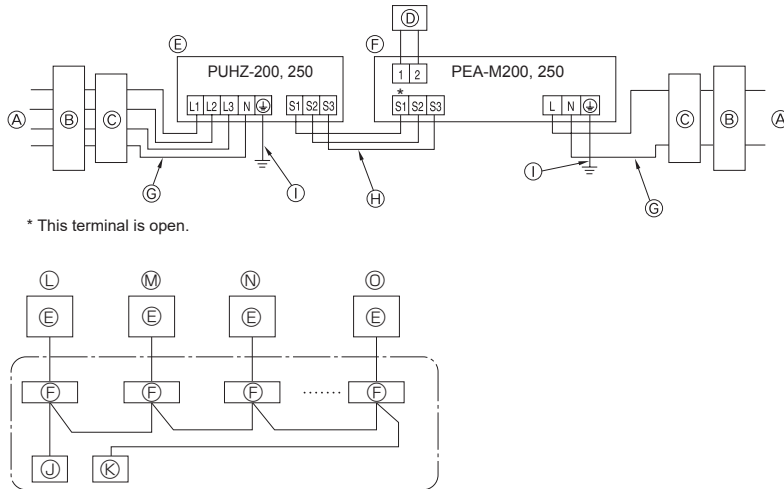 Ⓓ
Ⓔ Ⓕ
PUHZ-200, 250 1 2 PEA-M200, 250
*
L1 L2 L3 N S1 S2 S3 S1 S2 S3 L N
Ⓐ Ⓑ Ⓒ Ⓒ Ⓑ Ⓐ
Ⓖ Ⓘ Ⓗ Ⓘ Ⓖ
* This terminal is open.
Ⓛ Ⓜ Ⓝ Ⓞ
Ⓔ Ⓔ Ⓔ Ⓔ
Ⓕ Ⓕ Ⓕ ....... Ⓕ
Ⓙ Ⓚ